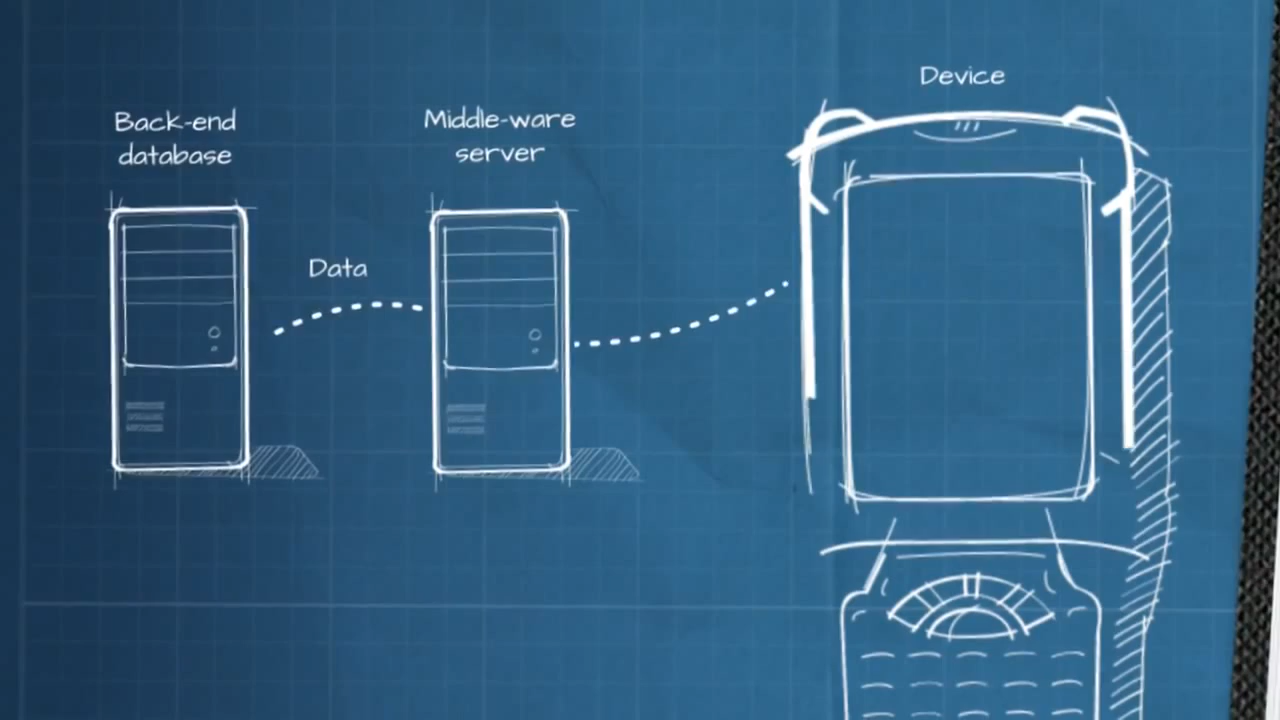 Device
Back-end
database
Middle-ware
server
Data